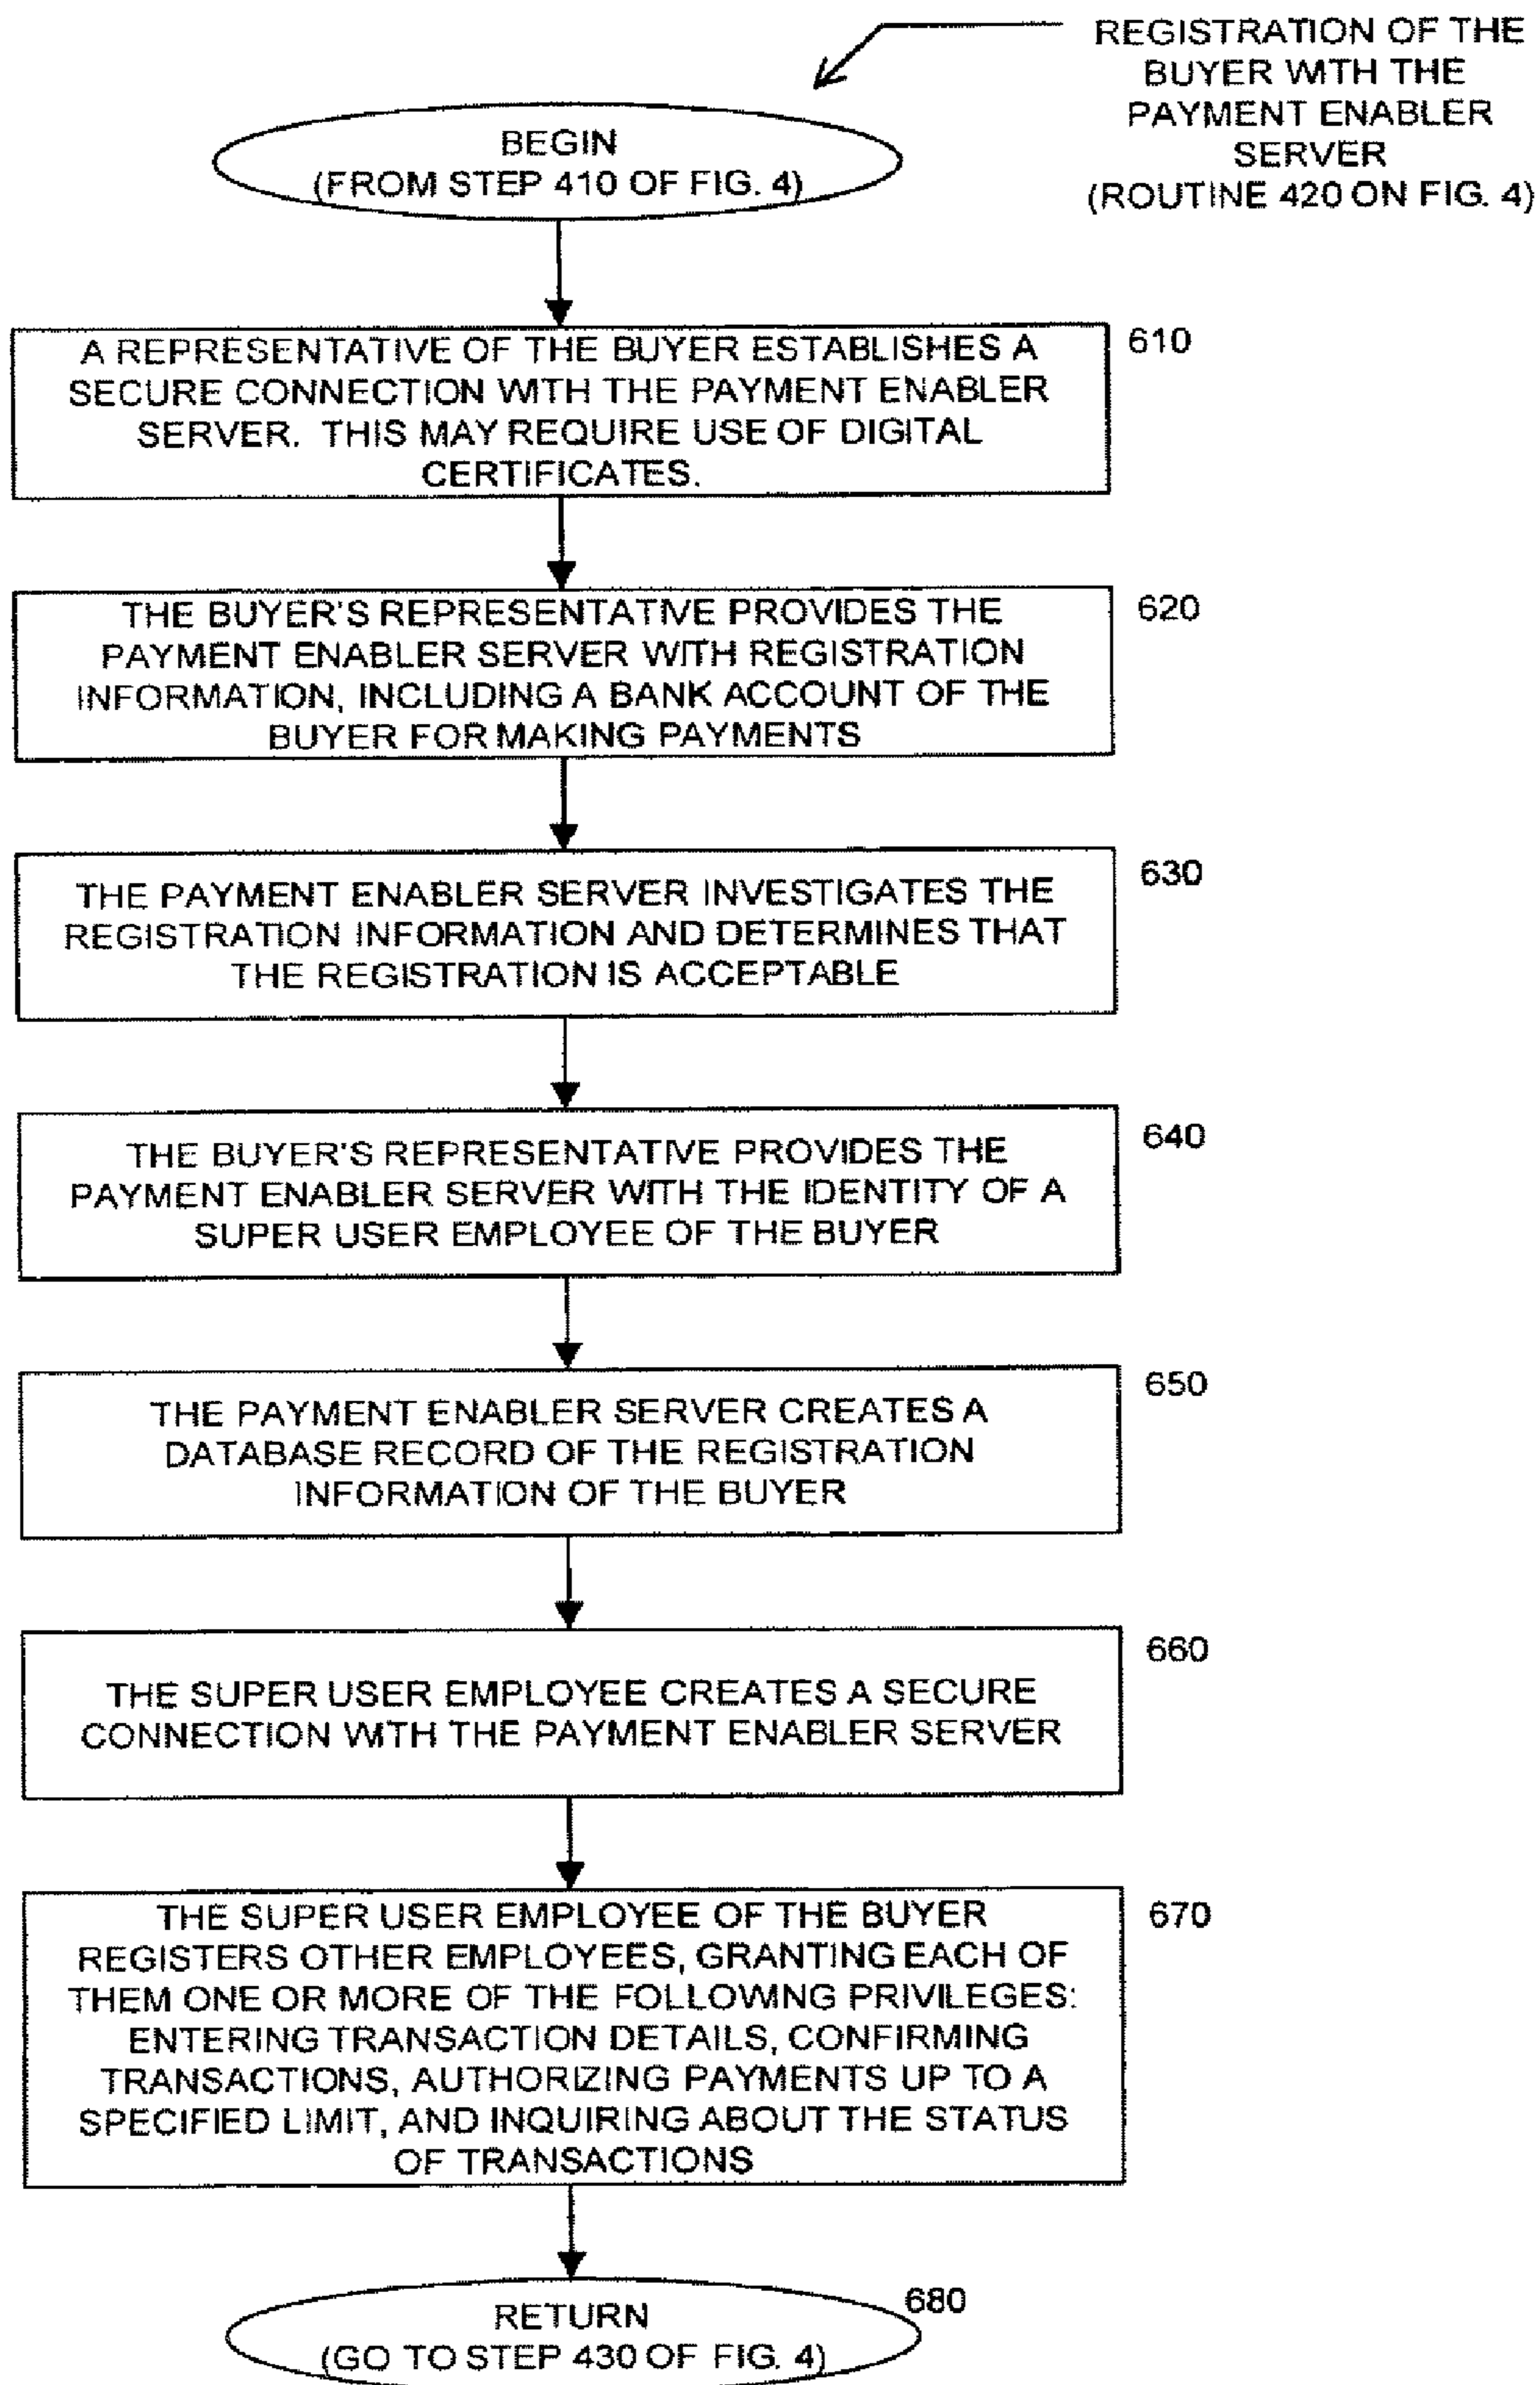 REGISTRATION OF THE
BUYER WITH THE
PAYMENT ENABLER
SERVER
(ROUTINE 420 ON FIG. 4)
BEGIN
(FROM STEP 410 OF FIG. 4)
610
A REPRESENTATIVE OF THE BUYER ESTABLISHES A
SECURE CONNECTION WITH THE PAYMENT ENABLER
SERVER. THIS MAY REQUIRE USE OF DIGITAL
CERTIFICATES.
620
THE BUYER'S REPRESENTATIVE PROVIDES THE
PAYMENT ENABLER SERVER WITH REGISTRATION
INFORMATION, INCLUDING A BANK ACCOUNT OF THE
BUYER FOR MAKING PAYMENTS
630
THE PAYMENT ENABLER SERVER INVESTIGATES THE
REGISTRATION INFORMATION AND DETERMINES THAT
THE REGISTRATION IS ACCEPTABLE
640
THE BUYER'S REPRESENTATIVE PROVIDES THE
PAYMENT ENABLER SERVER WITH THE IDENTITY OF A
SUPER USER EMPLOYEE OF THE BUYER
650
THE PAYMENT ENABLER SERVER CREATES A
DATABASE RECORD OF THE REGISTRATION
INFORMATION OF THE BUYER
660
THE SUPER USER EMPLOYEE CREATES A SECURE
CONNECTION WITH THE PAYMENT ENABLER SERVER
670
THE SUPER USER EMPLOYEE OF THE BUYER
REGISTERS OTHER EMPLOYEES, GRANTING EACH OF
THEM ONE OR MORE OF THE FOLLOWING PRIVILEGES:
ENTERING TRANSACTION DETAILS, CONFIRMING
TRANSACTIONS, AUTHORIZING PAYMENTS UP TO A
SPECIFIED LIMIT, AND INQUIRING ABOUT THE STATUS
OF TRANSACTIONS
680
RETURN
(GO TO STEP 430 OF FIG. 4)